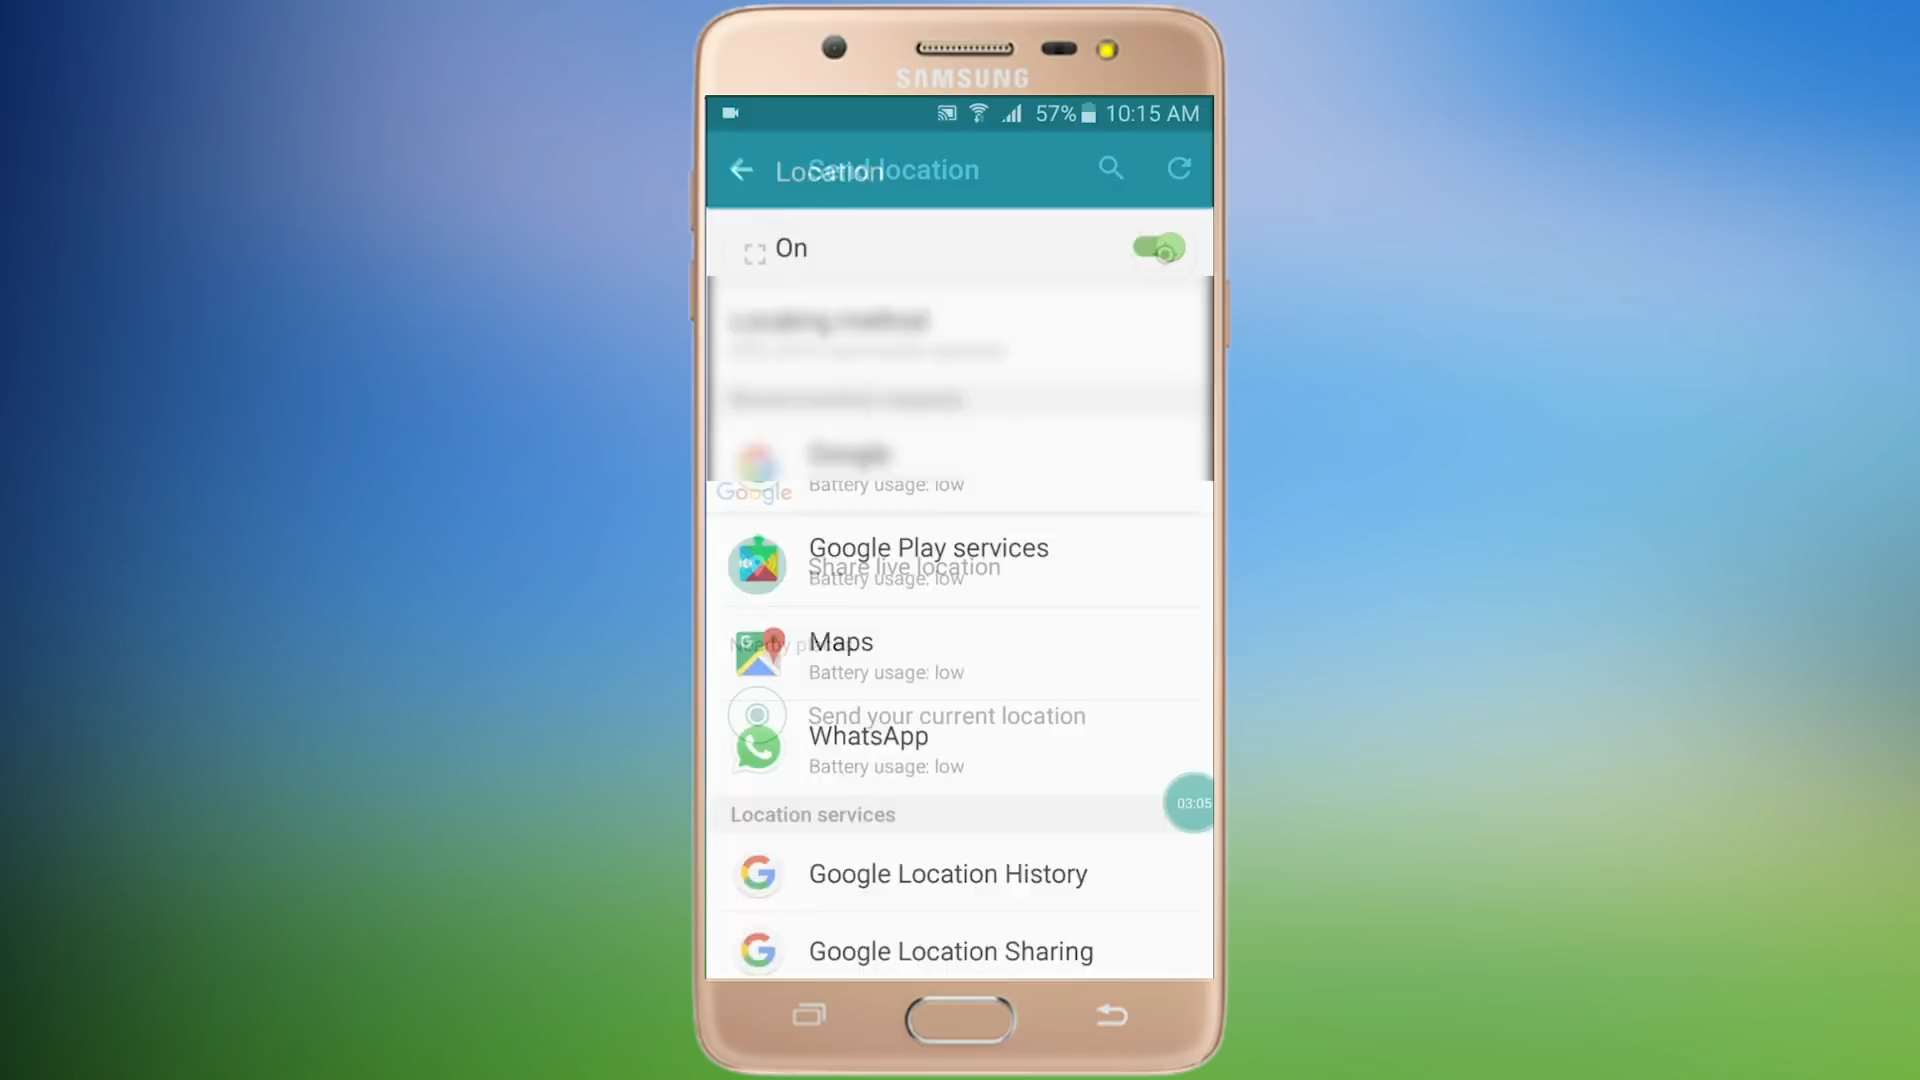 SAMSUNG
57% 10:15 AM
Location
Send location
On
Locating method
Google
Battery usage: low
Google
Google Play services
Share live location
Battery usage: low
Maps
Nearby
Battery usage: low
Send your current location
WhatsApp
Battery usage: low
03:05
Location services
Google Location History
Google Location Sharing